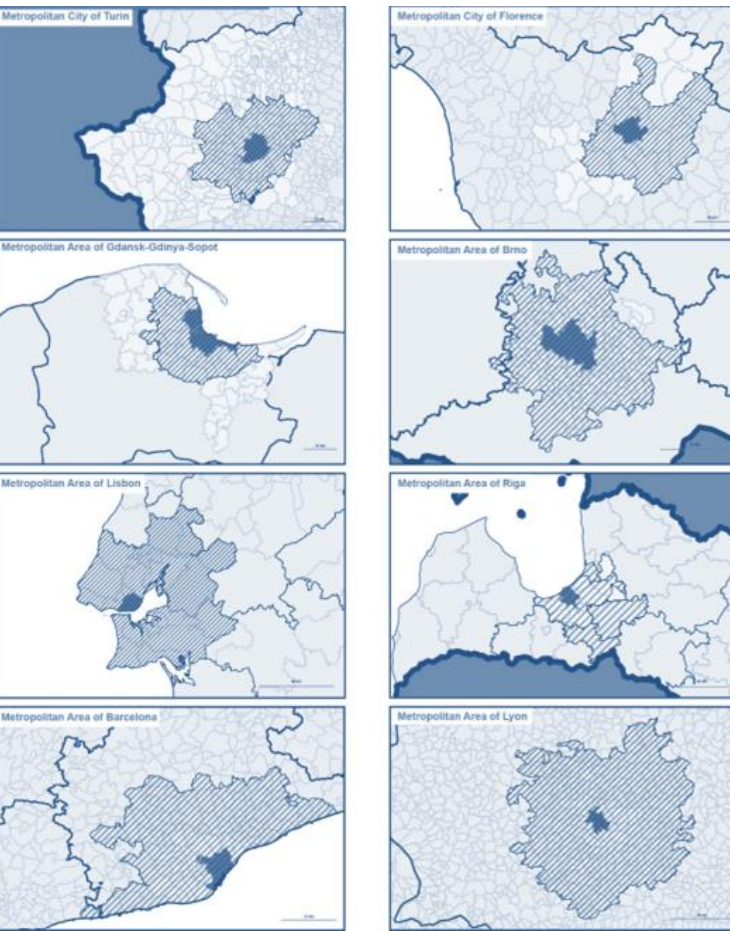 Metropolitan City of Turin
Metropolitan City of Florence
Metropolitan Area of Gdansk-Gdinya-Sopot
Metropolitan Area of Brno
Metropolitan Area of Lisbon
Metropolitan Area of Riga
Metropolitan Area of Barcelona
Metropolitan Area of Lyon